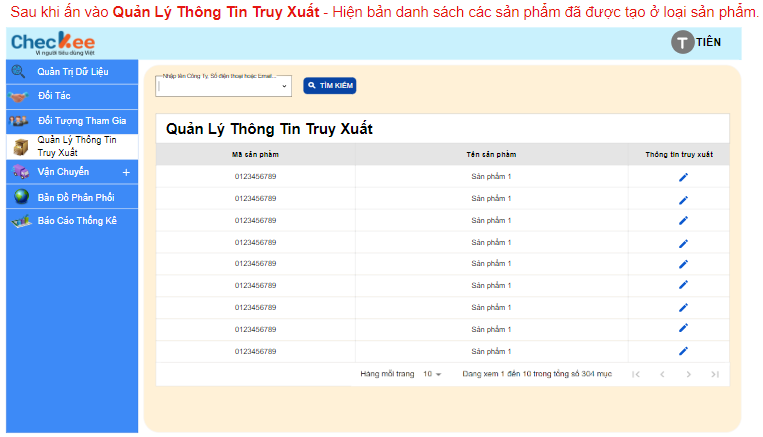 Sau khi ấn vào Quản Lý Thông Tin Truy Xuất - Hiện bản danh sách các sản phẩm đã được tạo ở loại sản phẩm.
Checkee
Vì người tiêu dùng Việt
T TIÊN
Quản Trị Dữ Liệu
Đối Tác
Đối Tượng Tham Gia
Quản Lý Thông Tin
Truy Xuất
Vận Chuyển +
Bản Đồ Phân Phối
Báo Cáo Thống Kê
Nhập tên Công Ty, Số điện thoại hoặc Email...
TÌM KIẾM
Quản Lý Thông Tin Truy Xuất
Mã sản phẩm Tên sản phẩm Thông tin truy xuất
0123456789 Sản phẩm 1
0123456789 Sản phẩm 1
0123456789 Sản phẩm 1
0123456789 Sản phẩm 1
0123456789 Sản phẩm 1
0123456789 Sản phẩm 1
0123456789 Sản phẩm 1
0123456789 Sản phẩm 1
0123456789 Sản phẩm 1
Hàng mỗi trang 10 Đang xem 1 đến 10 trong tổng số 304 mục